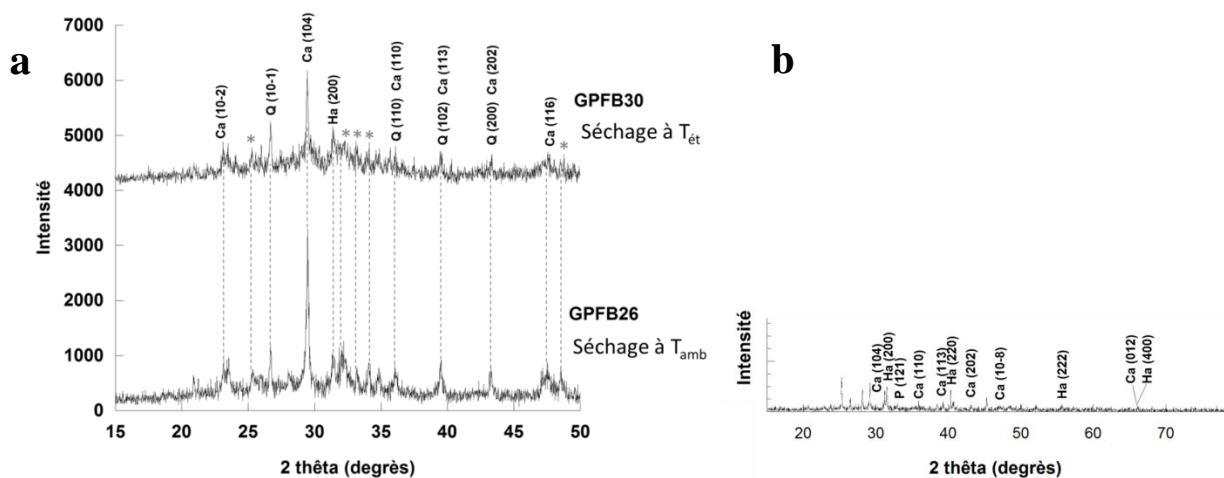 a
Intensité
7000
6000
5000
4000
3000
2000
1000
0
Ca (10-2)
*
Q (10-1)
Ca (104)
Ha (200)
*
*
*
Q (110) Ca (110)
Q (102) Ca (113)
Q (200) Ca (202)
Ca (116)
*
GPFB30
Séchage à Tét
GPFB26
Séchage à Tamb
15 20 25 30 35 40 45 50
2 thêta (degrès)
b
Intensité
Ca (104)
Ha (200)
P (121)
Ca (110)
Ca (113)
Ha (220)
Ca (202)
Ca (10-8)
Ha (222)
Ca (012)
Ha (400)
20 30 40 50 60 70
2 thêta (degrès)